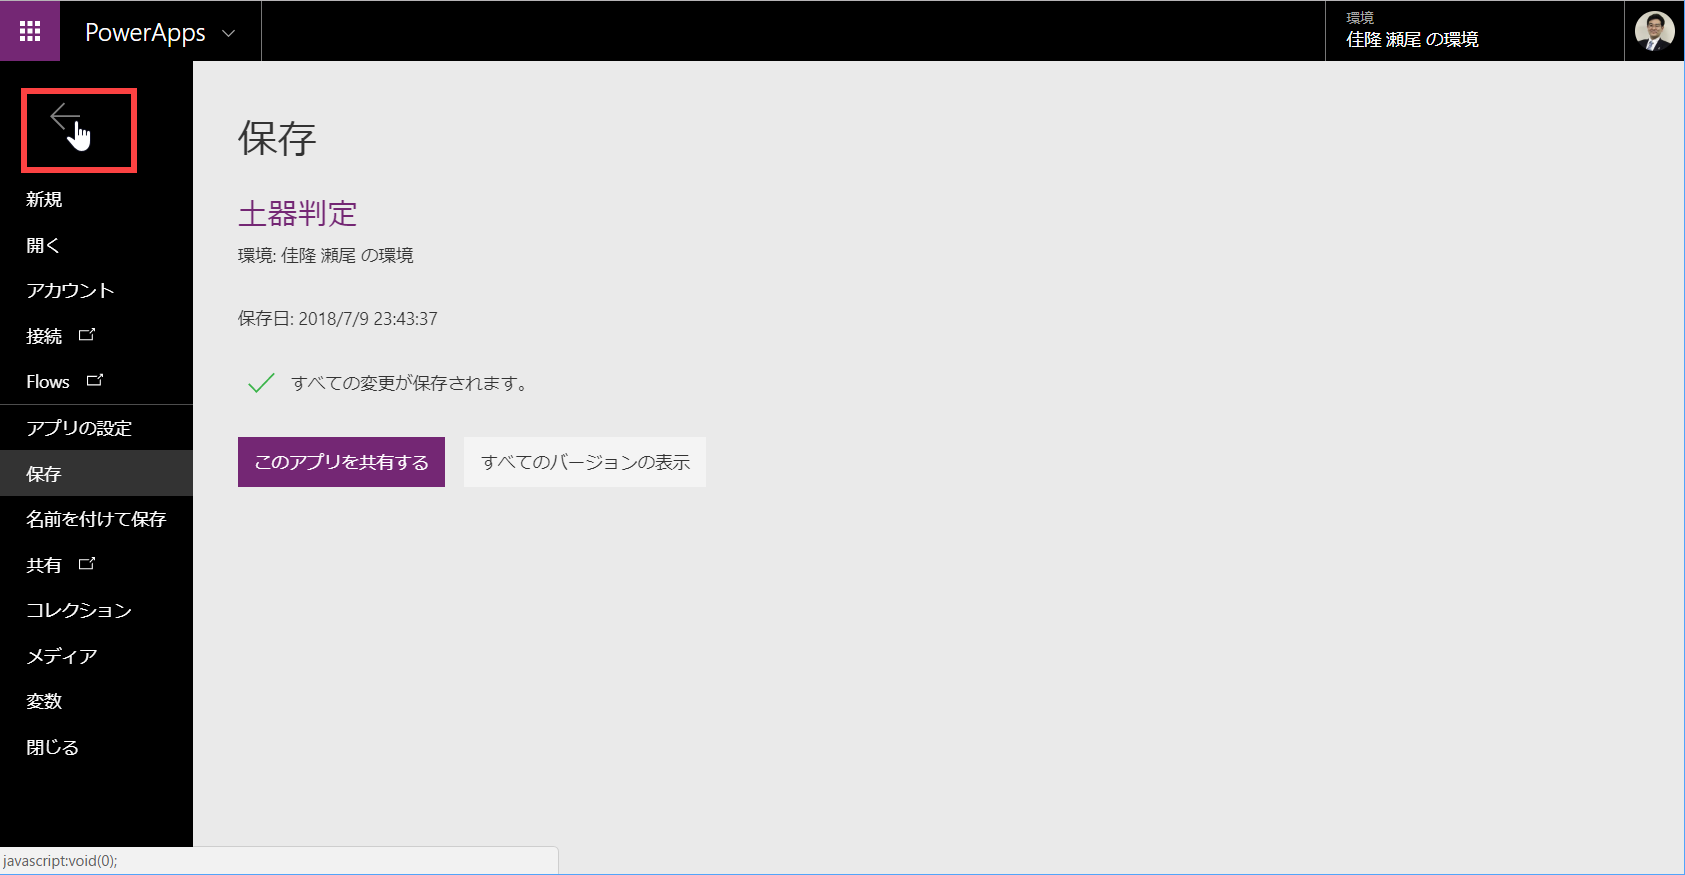 PowerApps
環境
佳隆 瀬尾 の環境
新規
開く
アカウント
接続
Flows
アプリの設定
保存
名前を付けて保存
共有
コレクション
メディア
変数
閉じる
保存
土器判定
環境: 佳隆 瀬尾 の環境
保存日: 2018/7/9 23:43:37
すべての変更が保存されます。
このアプリを共有する
すべてのバージョンの表示
javascript:void(0);